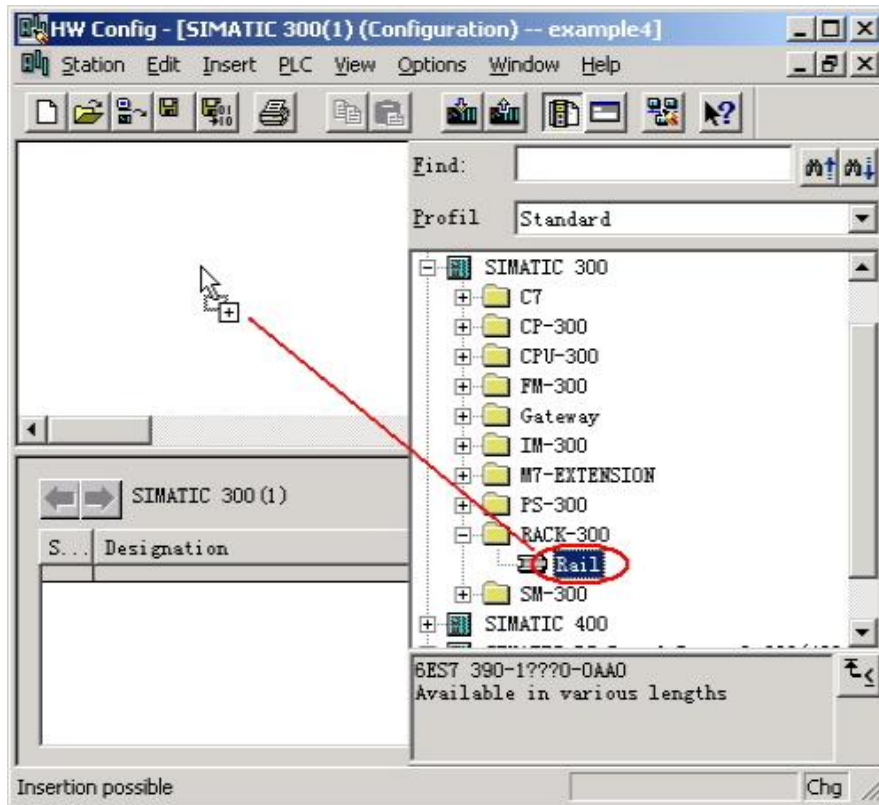 HW Config - [SIMATIC 300(1) (Configuration) -- example4]
Station Edit Insert PLC View Options Window Help
Find:
Profil Standard
SIMATIC 300
C7
CP-300
CPU-300
FM-300
Gateway
IM-300
M7-EXTENSION
PS-300
RACK-300
Rail
SM-300
SIMATIC 400
SIMATIC 300(1)
S... Designation
6ES7 390-1???0-0AA0
Available in various lengths
Insertion possible Chg